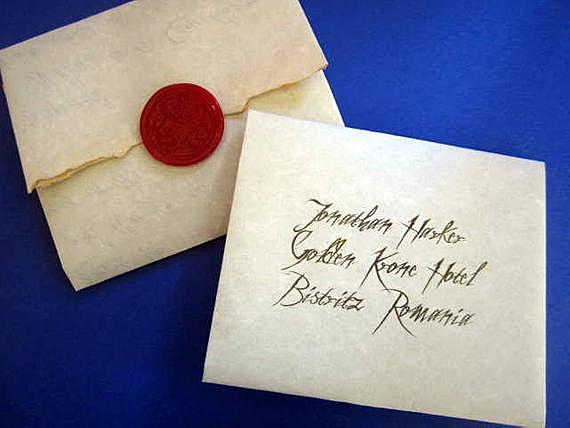 Jonathan Harker
Golden Krone Hotel
Bistritz Romania